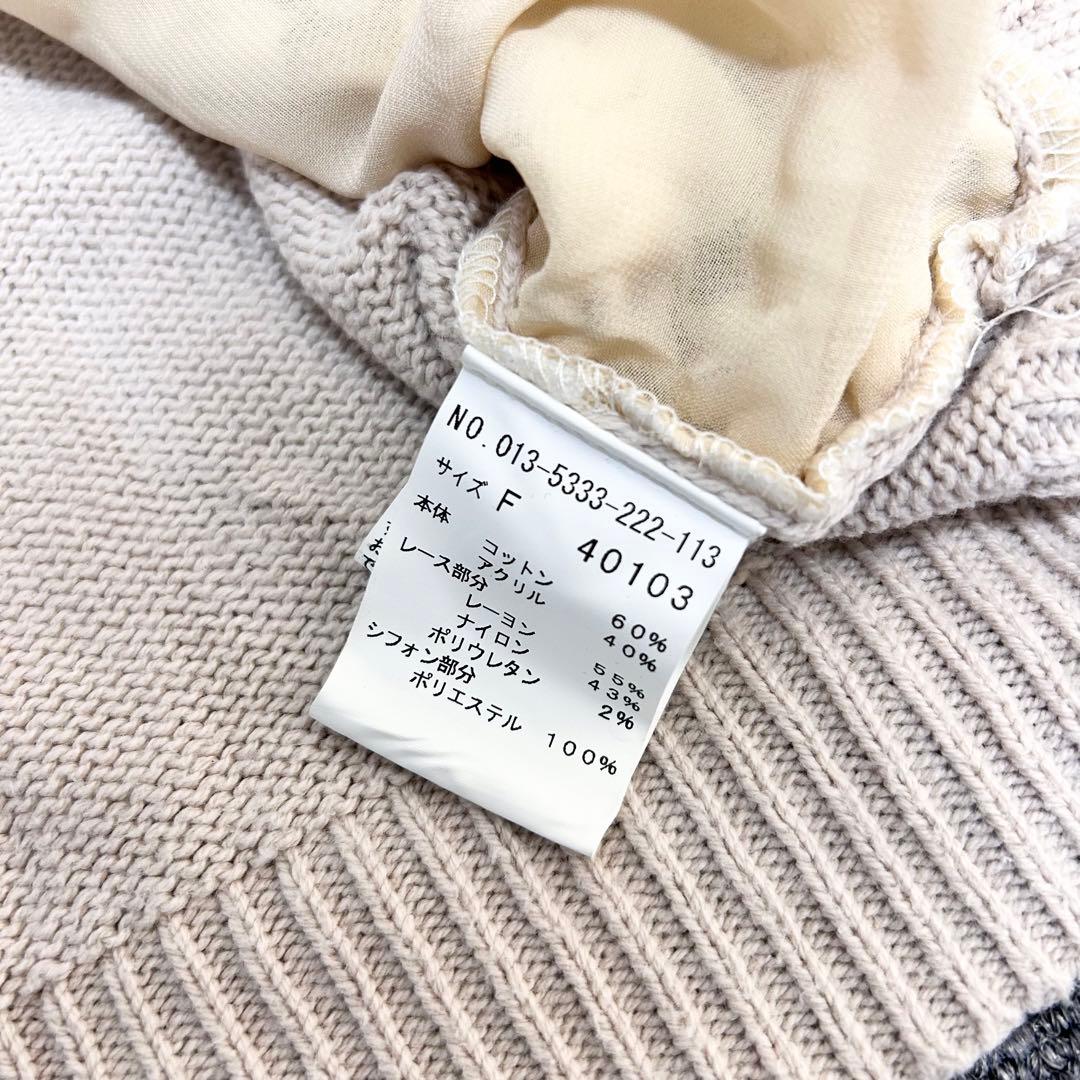 NO. 013-5333-222-113
サイズ F 40103
本体
コットン 60%
アクリル 40%
レース部分
レーヨン 55%
ナイロン 43%
ポリウレタン 2%
シフォン部分
ポリエステル 100%